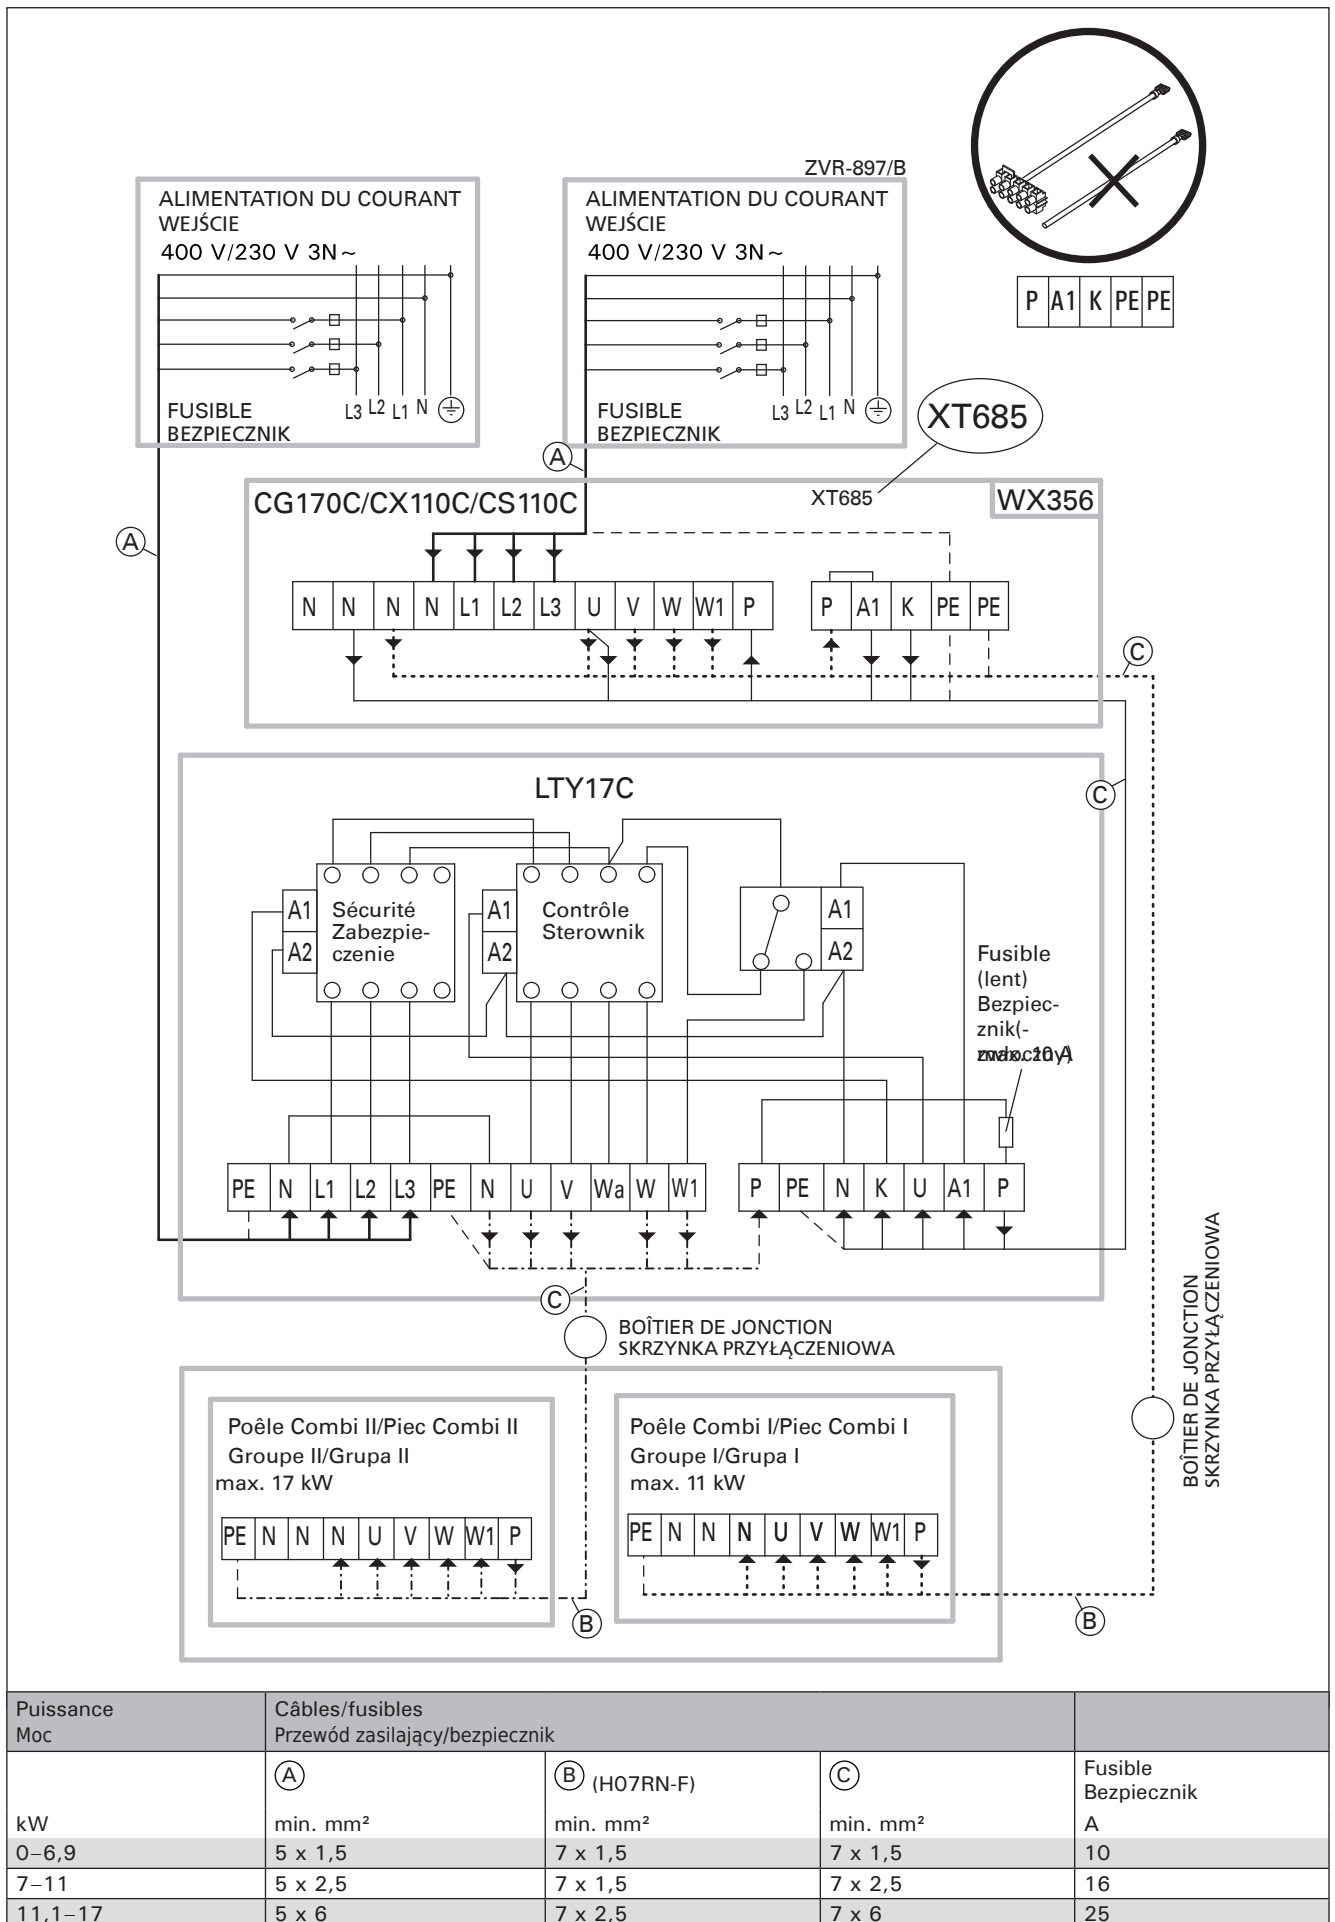 ZVR-897/B
ALIMENTATION DU COURANT
WEJŚCIE
400 V/230 V 3N~
L3 L2 L1 N
FUSIBLE
BEZPIECZNIK
ALIMENTATION DU COURANT
WEJŚCIE
400 V/230 V 3N~
L3 L2 L1 N
FUSIBLE
BEZPIECZNIK
P A1 K PE PE
XT685
A
A
CG170C/CX110C/CS110C
XT685
WX356
N N N N L1 L2 L3 U V W W1 P
P A1 K PE PE
C
LTY17C
C
A1
A2
Sécurité
Zabezpie-
czenie
A1
A2
Contrôle
Sterownik
A1
A2
Fusible
(lent)
Bezpiec-
znik(-
PE N L1 L2 L3 PE N U V Wa W W1
P PE N K U A1 P
C
BOÎTIER DE JONCTION
SKRZYNKA PRZYŁĄCZENIOWA
BOÎTIER DE JONCTION
SKRZYNKA PRZYŁĄCZENIOWA
Poêle Combi II/Piec Combi II
Groupe II/Grupa II
max. 17 kW
PE N N N U V W W1 P
B
Poêle Combi I/Piec Combi I
Groupe I/Grupa I
max. 11 kW
PE N N N U V W W1 P
B
Puissance
Moc
Câbles/fusibles
Przewód zasilający/bezpiecznik
A
B (H07RN-F)
C
Fusible
Bezpiecznik
kW min. mm² min. mm² min. mm² A
0–6,9 5 x 1,5 7 x 1,5 7 x 1,5 10
7–11 5 x 2,5 7 x 1,5 7 x 2,5 16
11,1–17 5 x 6 7 x 2,5 7 x 6 25